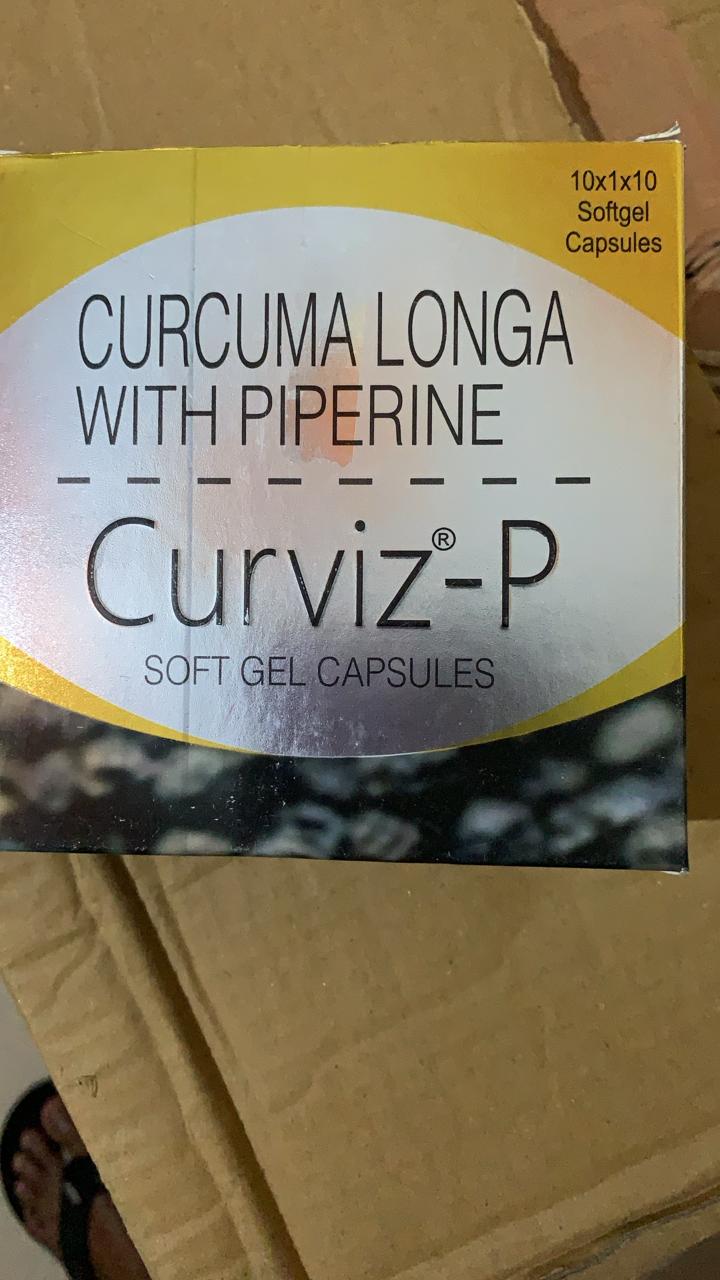 10x1x10
Softgel
Capsules
CURCUMA LONGA
WITH PIPERINE
Curviz®-P
SOFT GEL CAPSULES